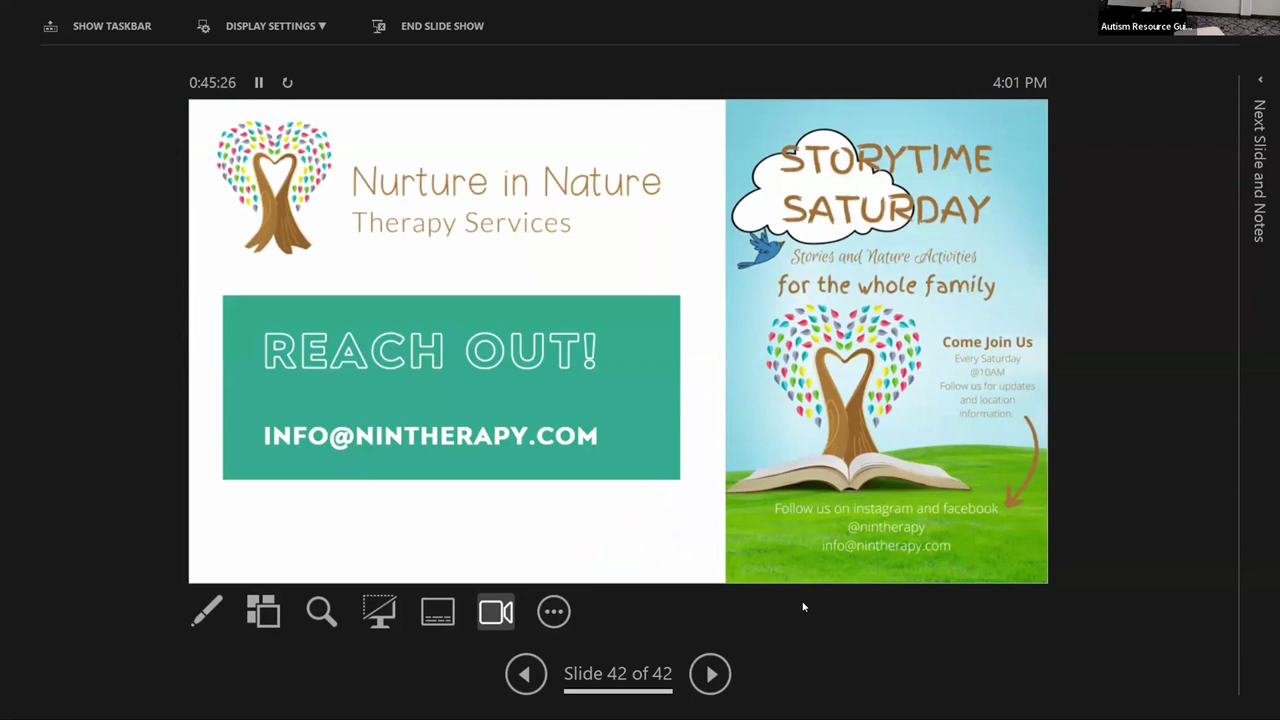 SHOW TASKBAR
DISPLAY SETTINGS ▼
END SLIDE SHOW
Autism Resource Gui...
0:45:26
4:01 PM
Nurture in Nature
Therapy Services
REACH OUT!
INFO@NINTHERAPY.COM
STORYTIME
SATURDAY
Stories and Nature Activities
for the whole family
Come Join Us
Every Saturday
@10AM
Follow us for updates
and location
information.
Follow us on instagram and facebook
@nintherapy
info@nintherapy.com
Next Slide and Notes
Slide 42 of 42